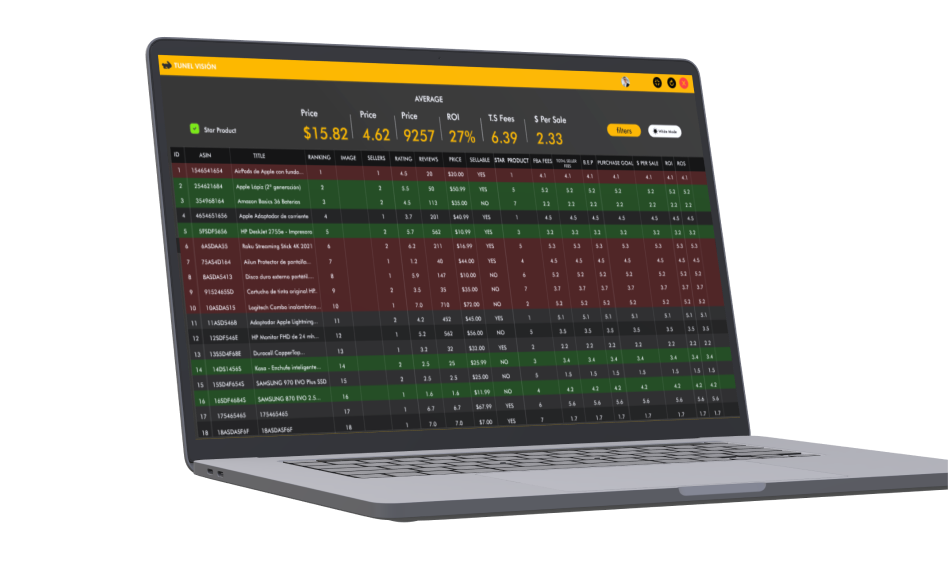 TUNEL VISIÓN
AVERAGE
Star Product
Price Price Price ROI T.S Fees $ Per Sale
$15.82 4.62 9257 27% 6.39 2.33
filters White Mode
ID ASIN TITLE RANKING IMAGE SELLERS RATING REVIEWS PRICE SELLABLE STAR PRODUCT FBA FEES TOTAL SELLER FEES B.E.P PURCHASE GOAL $ PER SALE ROI ROS
1 1546541654 AirPods de Apple con funda... 1 1 4.5 25 $20.00 YES 1 4.1 4.1 4.1 4.1 4.1 4.1 4.1
2 254621684 Apple Lápiz (2ª generación) 2 3 5.5 50 $50.99 YES 5 5.2 5.2 5.2 5.2 5.2 5.2 5.2
3 354968164 Amazon Basics 36 Baterías 3 2 4.5 113 $35.00 NO 7 2.2 2.2 2.2 2.2 2.2 2.2 2.2
4 4654651656 Apple Adaptador de corriente 4 1 3.7 201 $40.99 YES 1 4.5 4.5 4.5 4.5 4.5 4.5 4.5
5 5F5DF5656 HP DeskJet 2755e - Impresora 5 2 5.7 562 $10.99 YES 3 5.2 5.2 5.2 5.2 5.2 5.2 5.2
6 6ASDAA55 Roku Streaming Stick 4K 2021 6 2 6.2 211 $16.99 YES 5 5.3 5.3 5.3 5.3 5.3 5.3 5.3
7 75AS4D164 Ailun Protector de pantalla... 7 1 1.2 40 $44.00 YES 4 4.5 4.5 4.5 4.5 4.5 4.5 4.5
8 8ASDA5413 Disco duro externo portátil... 8 1 5.9 147 $10.00 NO 6 5.2 5.2 5.2 5.2 5.2 5.2 5.2
9 9152465SD Cartucho de tinta original HP. 9 2 3.5 35 $35.00 NO 7 3.7 3.7 3.7 3.7 3.7 3.7 3.7
10 10ASDA515 Logitech Combo inalámbrico... 10 1 7.0 710 $72.00 NO 2 5.2 5.2 5.2 5.2 5.2 5.2 5.2
11 11ASD5468 Adaptador Apple Lightning... 11 2 4.2 452 $45.00 YES 1 5.1 5.1 5.1 5.1 5.1 5.1 5.1
12 12SDF546E HP Monitor FHD de 24 min... 12 1 5.2 562 $56.00 NO 5 3.5 3.5 3.5 3.5 3.5 3.5 3.5
13 13SSD4F68E Duracell CopperTop... 13 1 3.2 32 $32.00 YES 2 2.2 2.2 2.2 2.2 2.2 2.2 2.2
14 14DS14565 Kasa - Enchufe inteligente... 14 3 2.5 25 $25.99 NO 3 3.4 3.4 3.4 3.4 3.4 3.4 3.4
15 15SD4F654S SAMSUNG 970 EVO Plus SSD 15 2 2.5 2.5 $25.00 NO 5 1.5 1.5 1.5 1.5 1.5 1.5 1.5
16 16SDF4684S SAMSUNG 870 EVO 2.5... 16 1 1.6 1.6 $11.99 NO 4 4.2 4.2 4.2 4.2 4.2 4.2 4.2
17 175465465 175465465 17 1 6.7 6.7 $67.99 YES 6 5.6 5.6 5.6 5.6 5.6 5.6 5.6
18 18ASDASF6F 18ASDASF6F 18 1 7.0 7.0 $7.00 YES 7 1.7 1.7 1.7 1.7 1.7 1.7 1.7